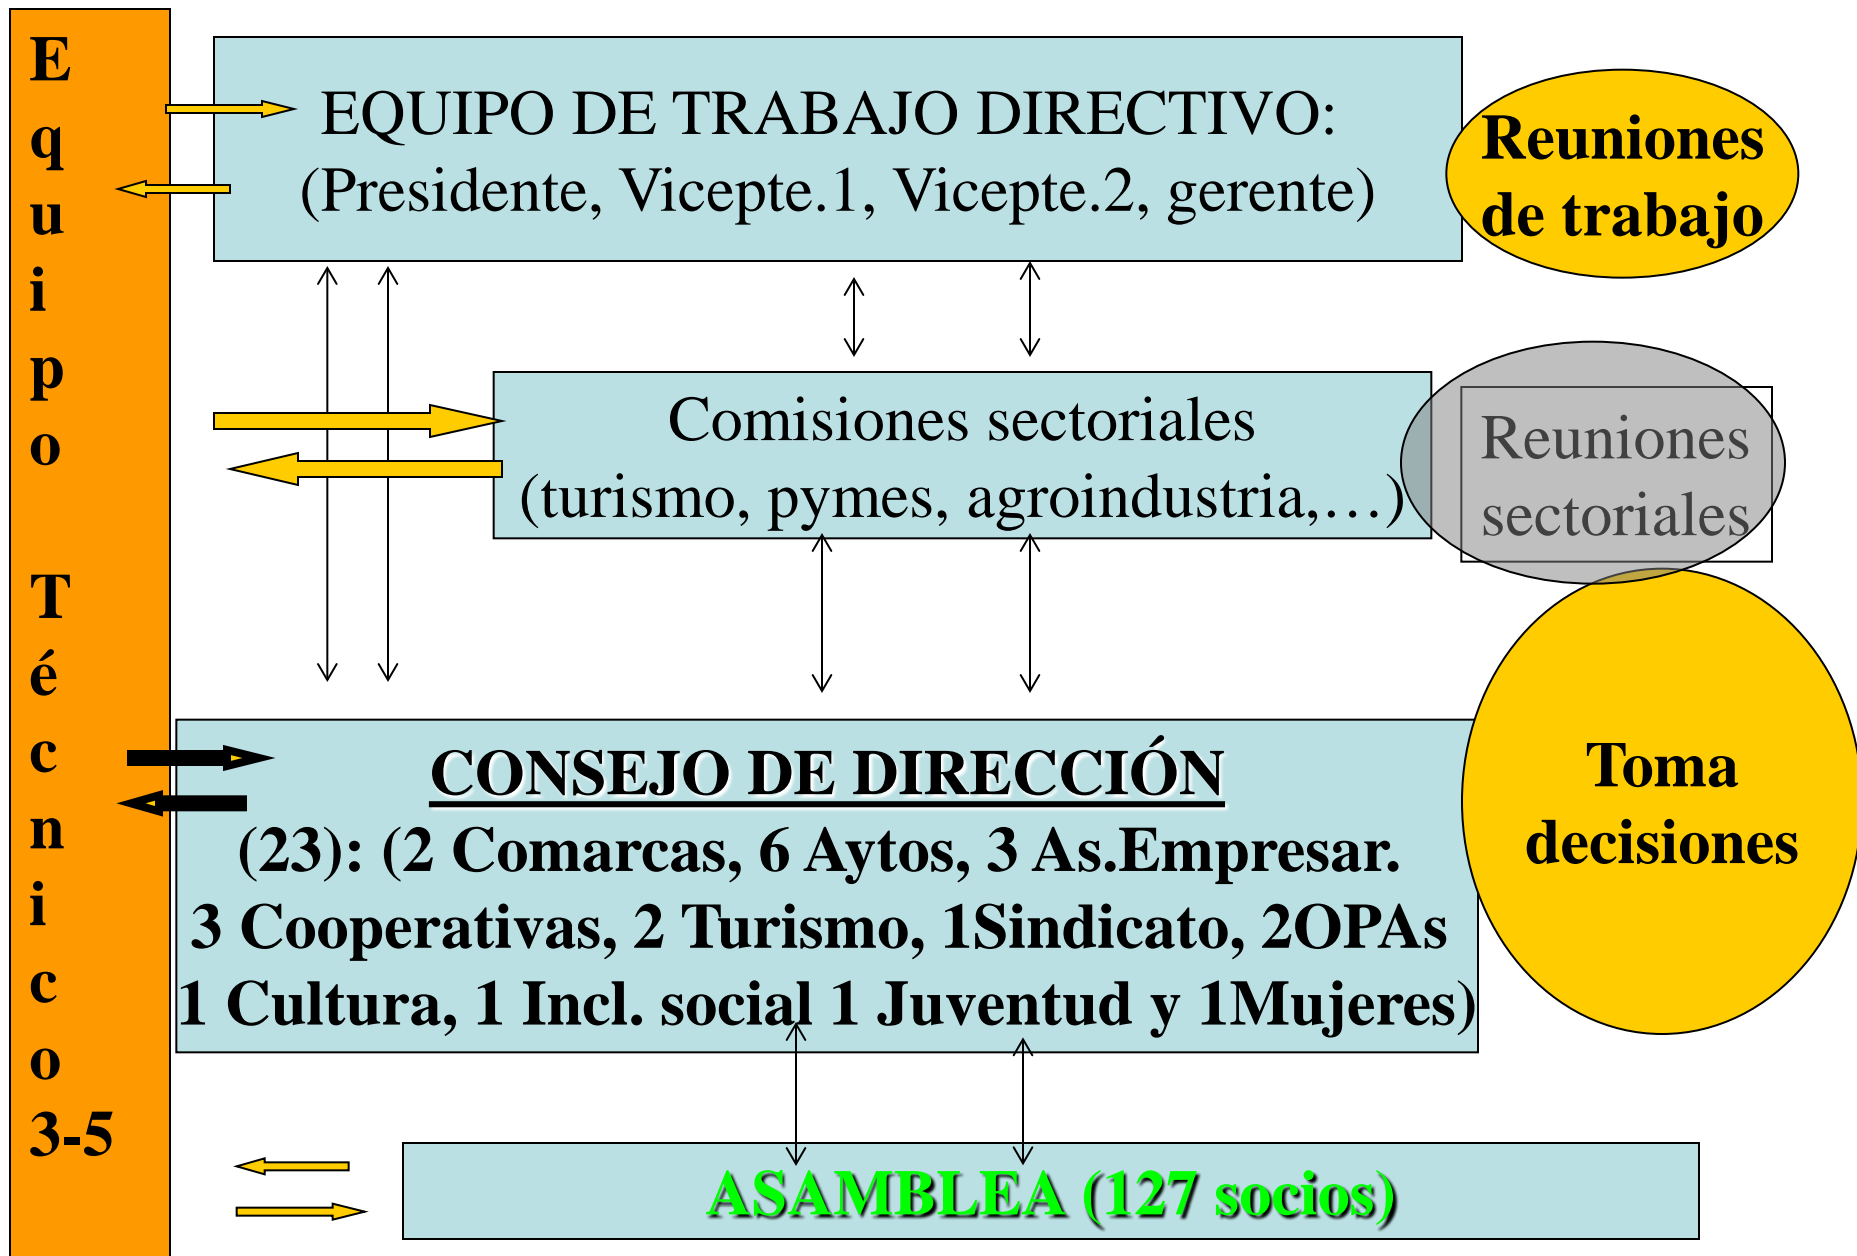 E
q
u
i
p
o
T
é
c
n
i
c
o
3-5
EQUIPO DE TRABAJO DIRECTIVO:
(Presidente, Vicepte.1, Vicepte.2, gerente)
Reuniones
de trabajo
Comisiones sectoriales
(turismo, pymes, agroindustria,…)
Reuniones
sectoriales
CONSEJO DE DIRECCIÓN
(23): (2 Comarcas, 6 Aytos, 3 As.Empresar.
3 Cooperativas, 2 Turismo, 1Sindicato, 2OPAs
1 Cultura, 1 Incl. social 1 Juventud y 1Mujeres)
Toma
decisiones
ASAMBLEA (127 socios)